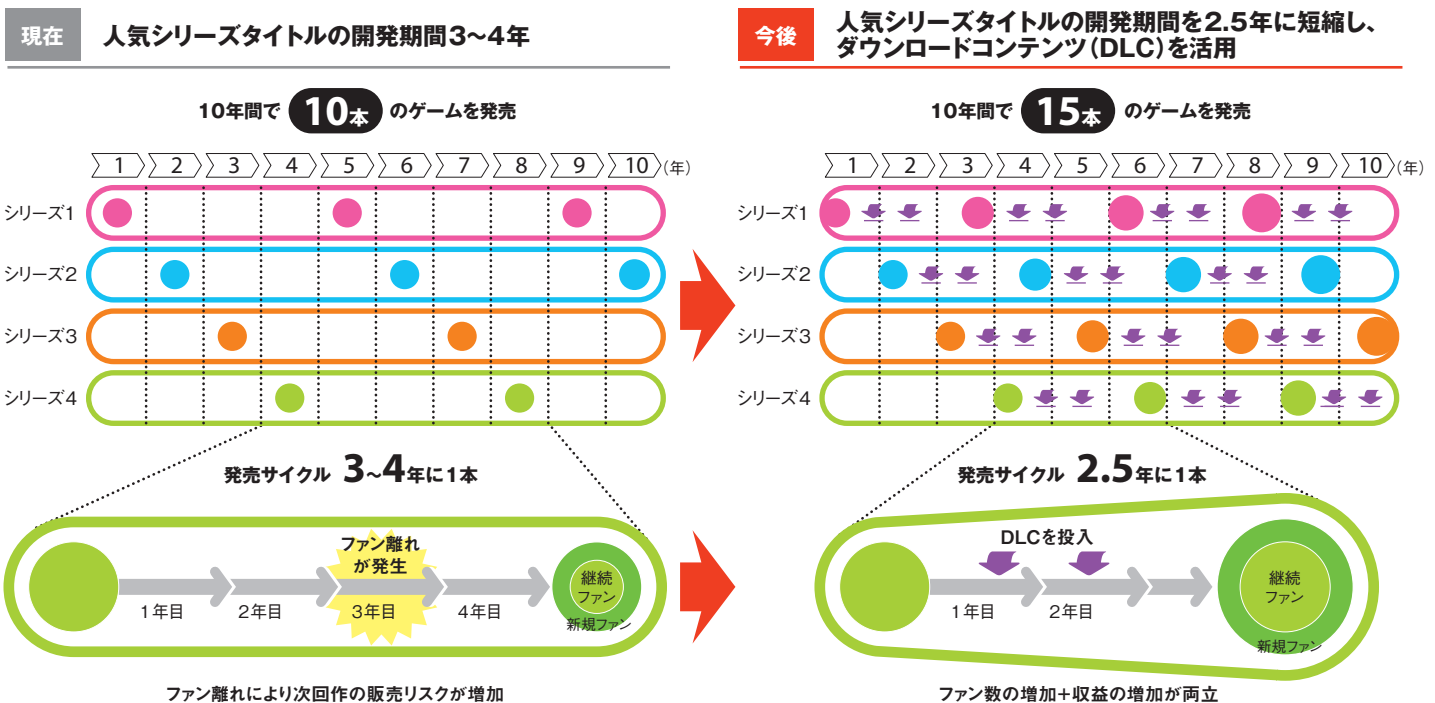 現在
人気シリーズタイトルの開発期間3〜4年
10年間で 10本 のゲームを発売
1 2 3 4 5 6 7 8 9 10 (年)
シリーズ1
シリーズ2
シリーズ3
シリーズ4
発売サイクル 3〜4年に1本
ファン離れ
が発生
1年目 2年目 3年目 4年目
継続
ファン
新規ファン
ファン離れにより次回作の販売リスクが増加
今後
人気シリーズタイトルの開発期間を2.5年に短縮し、
ダウンロードコンテンツ(DLC)を活用
10年間で 15本 のゲームを発売
1 2 3 4 5 6 7 8 9 10 (年)
シリーズ1
シリーズ2
シリーズ3
シリーズ4
発売サイクル 2.5年に1本
DLCを投入
1年目 2年目
継続
ファン
新規ファン
ファン数の増加+収益の増加が両立